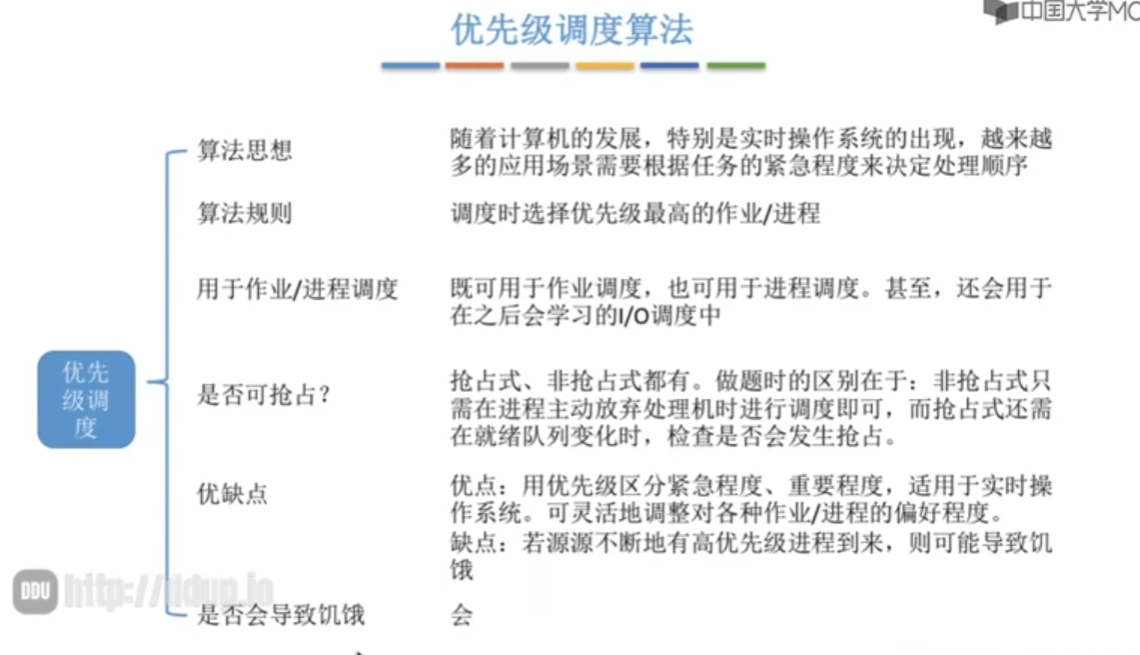 中国大学MO
优先级调度算法
算法思想
随着计算机的发展，特别是实时操作系统的出现，越来越
多的应用场景需要根据任务的紧急程度来决定处理顺序
算法规则
调度时选择优先级最高的作业/进程
用于作业/进程调度
既可用于作业调度，也可用于进程调度。甚至，还会用于
在之后会学习的I/O调度中
优先
级调
度
是否可抢占？
抢占式、非抢占式都有。做题时的区别在于：非抢占式只
需在进程主动放弃处理机时进行调度即可，而抢占式还需
在就绪队列变化时，检查是否会发生抢占。
优缺点
优点：用优先级区分紧急程度、重要程度，适用于实时操
作系统。可灵活地调整对各种作业/进程的偏好程度。
缺点：若源源不断地有高优先级进程到来，则可能导致饥
饿
DDU http://ddup.io
是否会导致饥饿
会